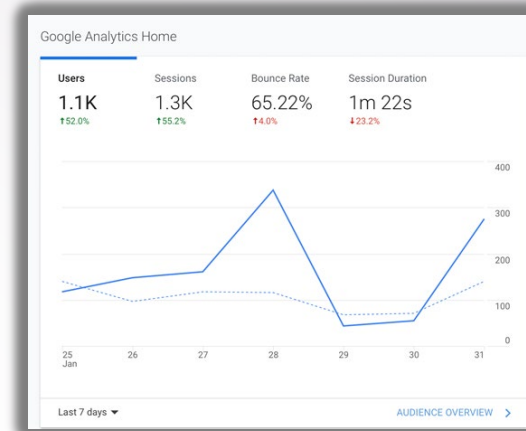 Google Analytics Home
Users Sessions Bounce Rate Session Duration
1.1K 1.3K 65.22% 1m 22s
↑52.0% ↑55.2% ↑4.0% ↓23.2%
400
300
200
100
0
25 26 27 28 29 30 31
Jan
Last 7 days AUDIENCE OVERVIEW